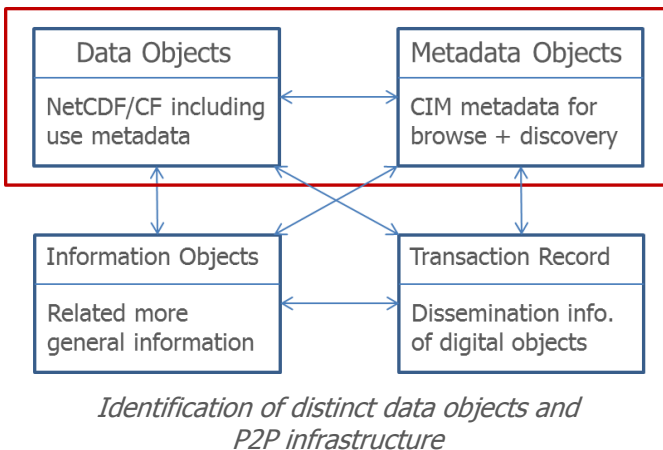 Data Objects
NetCDF/CF including
use metadata
Metadata Objects
CIM metadata for
browse + discovery
Information Objects
Related more
general information
Transaction Record
Dissemination info.
of digital objects
Identification of distinct data objects and
P2P infrastructure